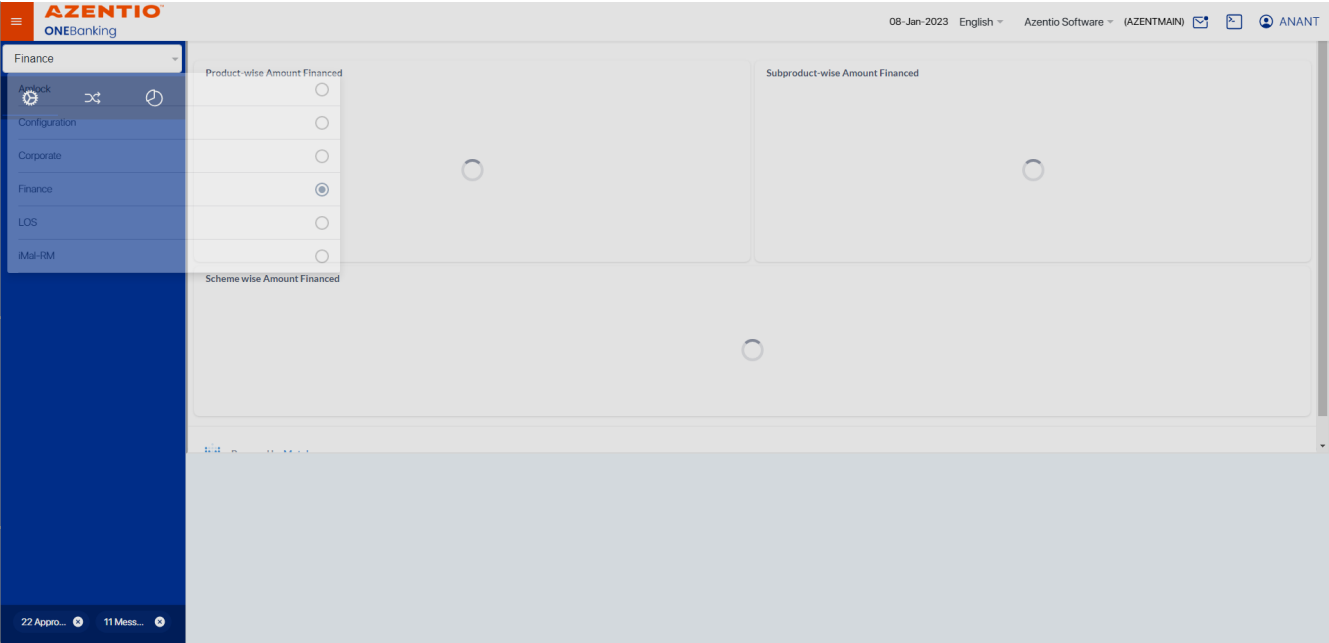 AZENTIO
ONEBanking
08-Jan-2023 English Azentio Software (AZENTMAIN) ANANT
Finance
Product-wise Amount Financed
Subproduct-wise Amount Financed
Amlock
Configuration
Corporate
Finance
LOS
iMal-RM
Scheme wise Amount Financed
22 Appro... 11 Mess...